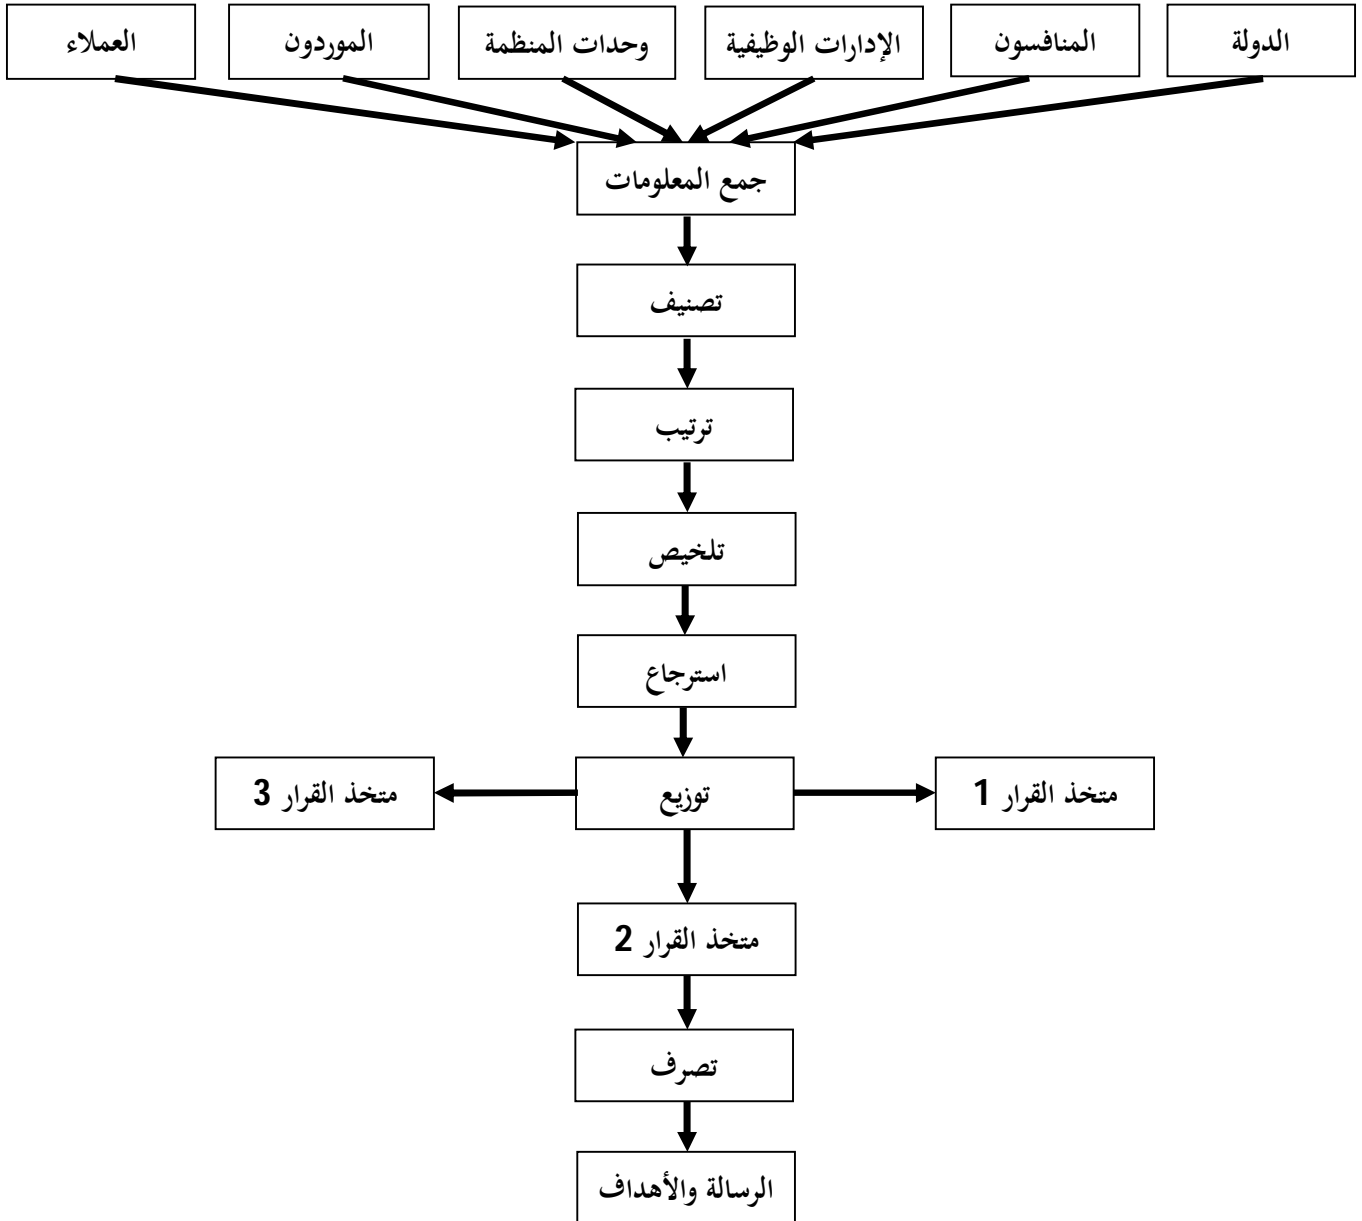 الدولة
المنافسون
الإدارات الوظيفية
وحدات المنظمة
الموردون
العملاء
جمع المعلومات
تصنيف
ترتيب
تلخيص
استرجاع
متخذ القرار 1
توزيع
متخذ القرار 3
متخذ القرار 2
تصرف
الرسالة والأهداف